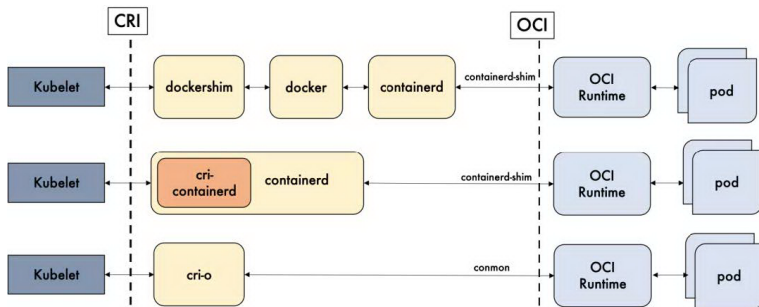 CRI
OCI
Kubelet
dockershim
docker
containerd
containerd-shim
OCI
Runtime
pod
Kubelet
cri-
containerd
containerd
containerd-shim
OCI
Runtime
pod
Kubelet
cri-o
conmon
OCI
Runtime
pod